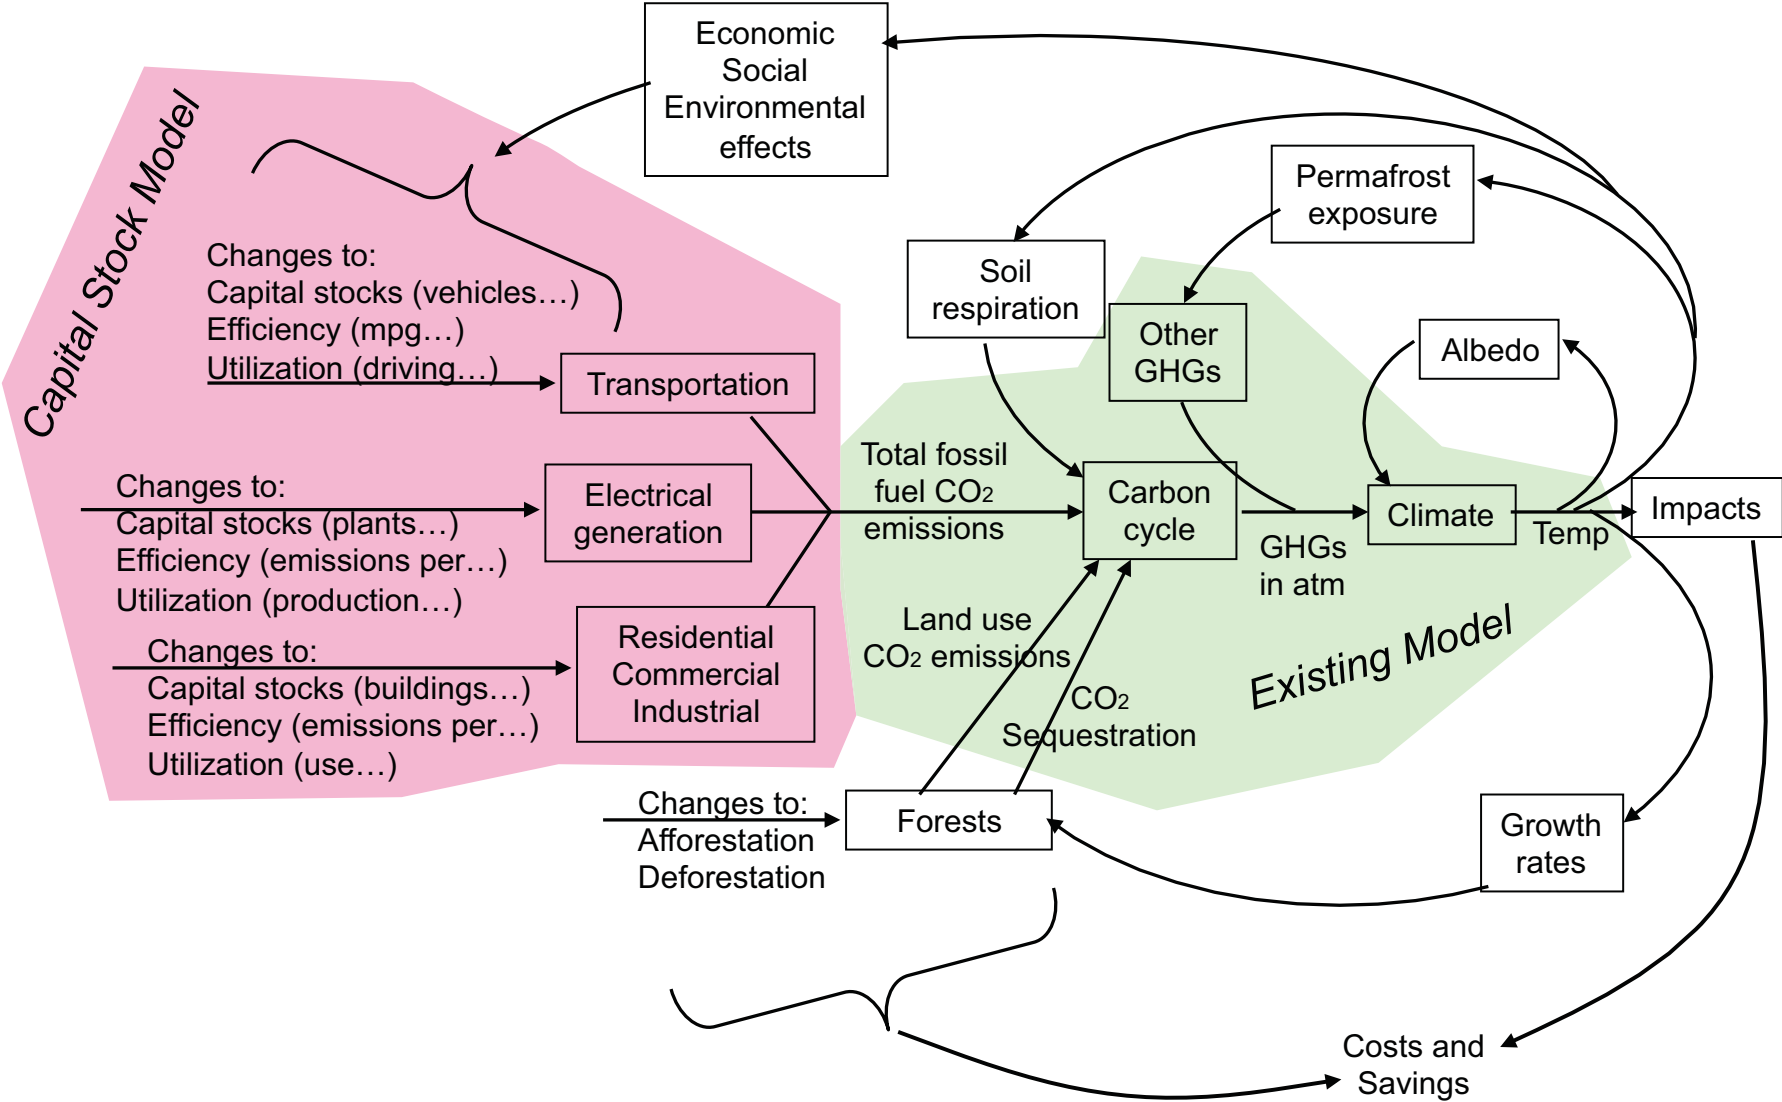 Economic
Social
Environmental
effects
Capital Stock Model
Changes to:
Capital stocks (vehicles…)
Efficiency (mpg…)
Utilization (driving…)
Transportation
Changes to:
Capital stocks (plants…)
Efficiency (emissions per…)
Utilization (production…)
Electrical
generation
Changes to:
Capital stocks (buildings…)
Efficiency (emissions per…)
Utilization (use…)
Residential
Commercial
Industrial
Permafrost
exposure
Soil
respiration
Other
GHGs
Albedo
Total fossil
fuel CO2
emissions
Carbon
cycle
GHGs
in atm
Climate
Temp
Impacts
Land use
CO2 emissions
CO2
Sequestration
Existing Model
Changes to:
Afforestation
Deforestation
Forests
Growth
rates
Costs and
Savings